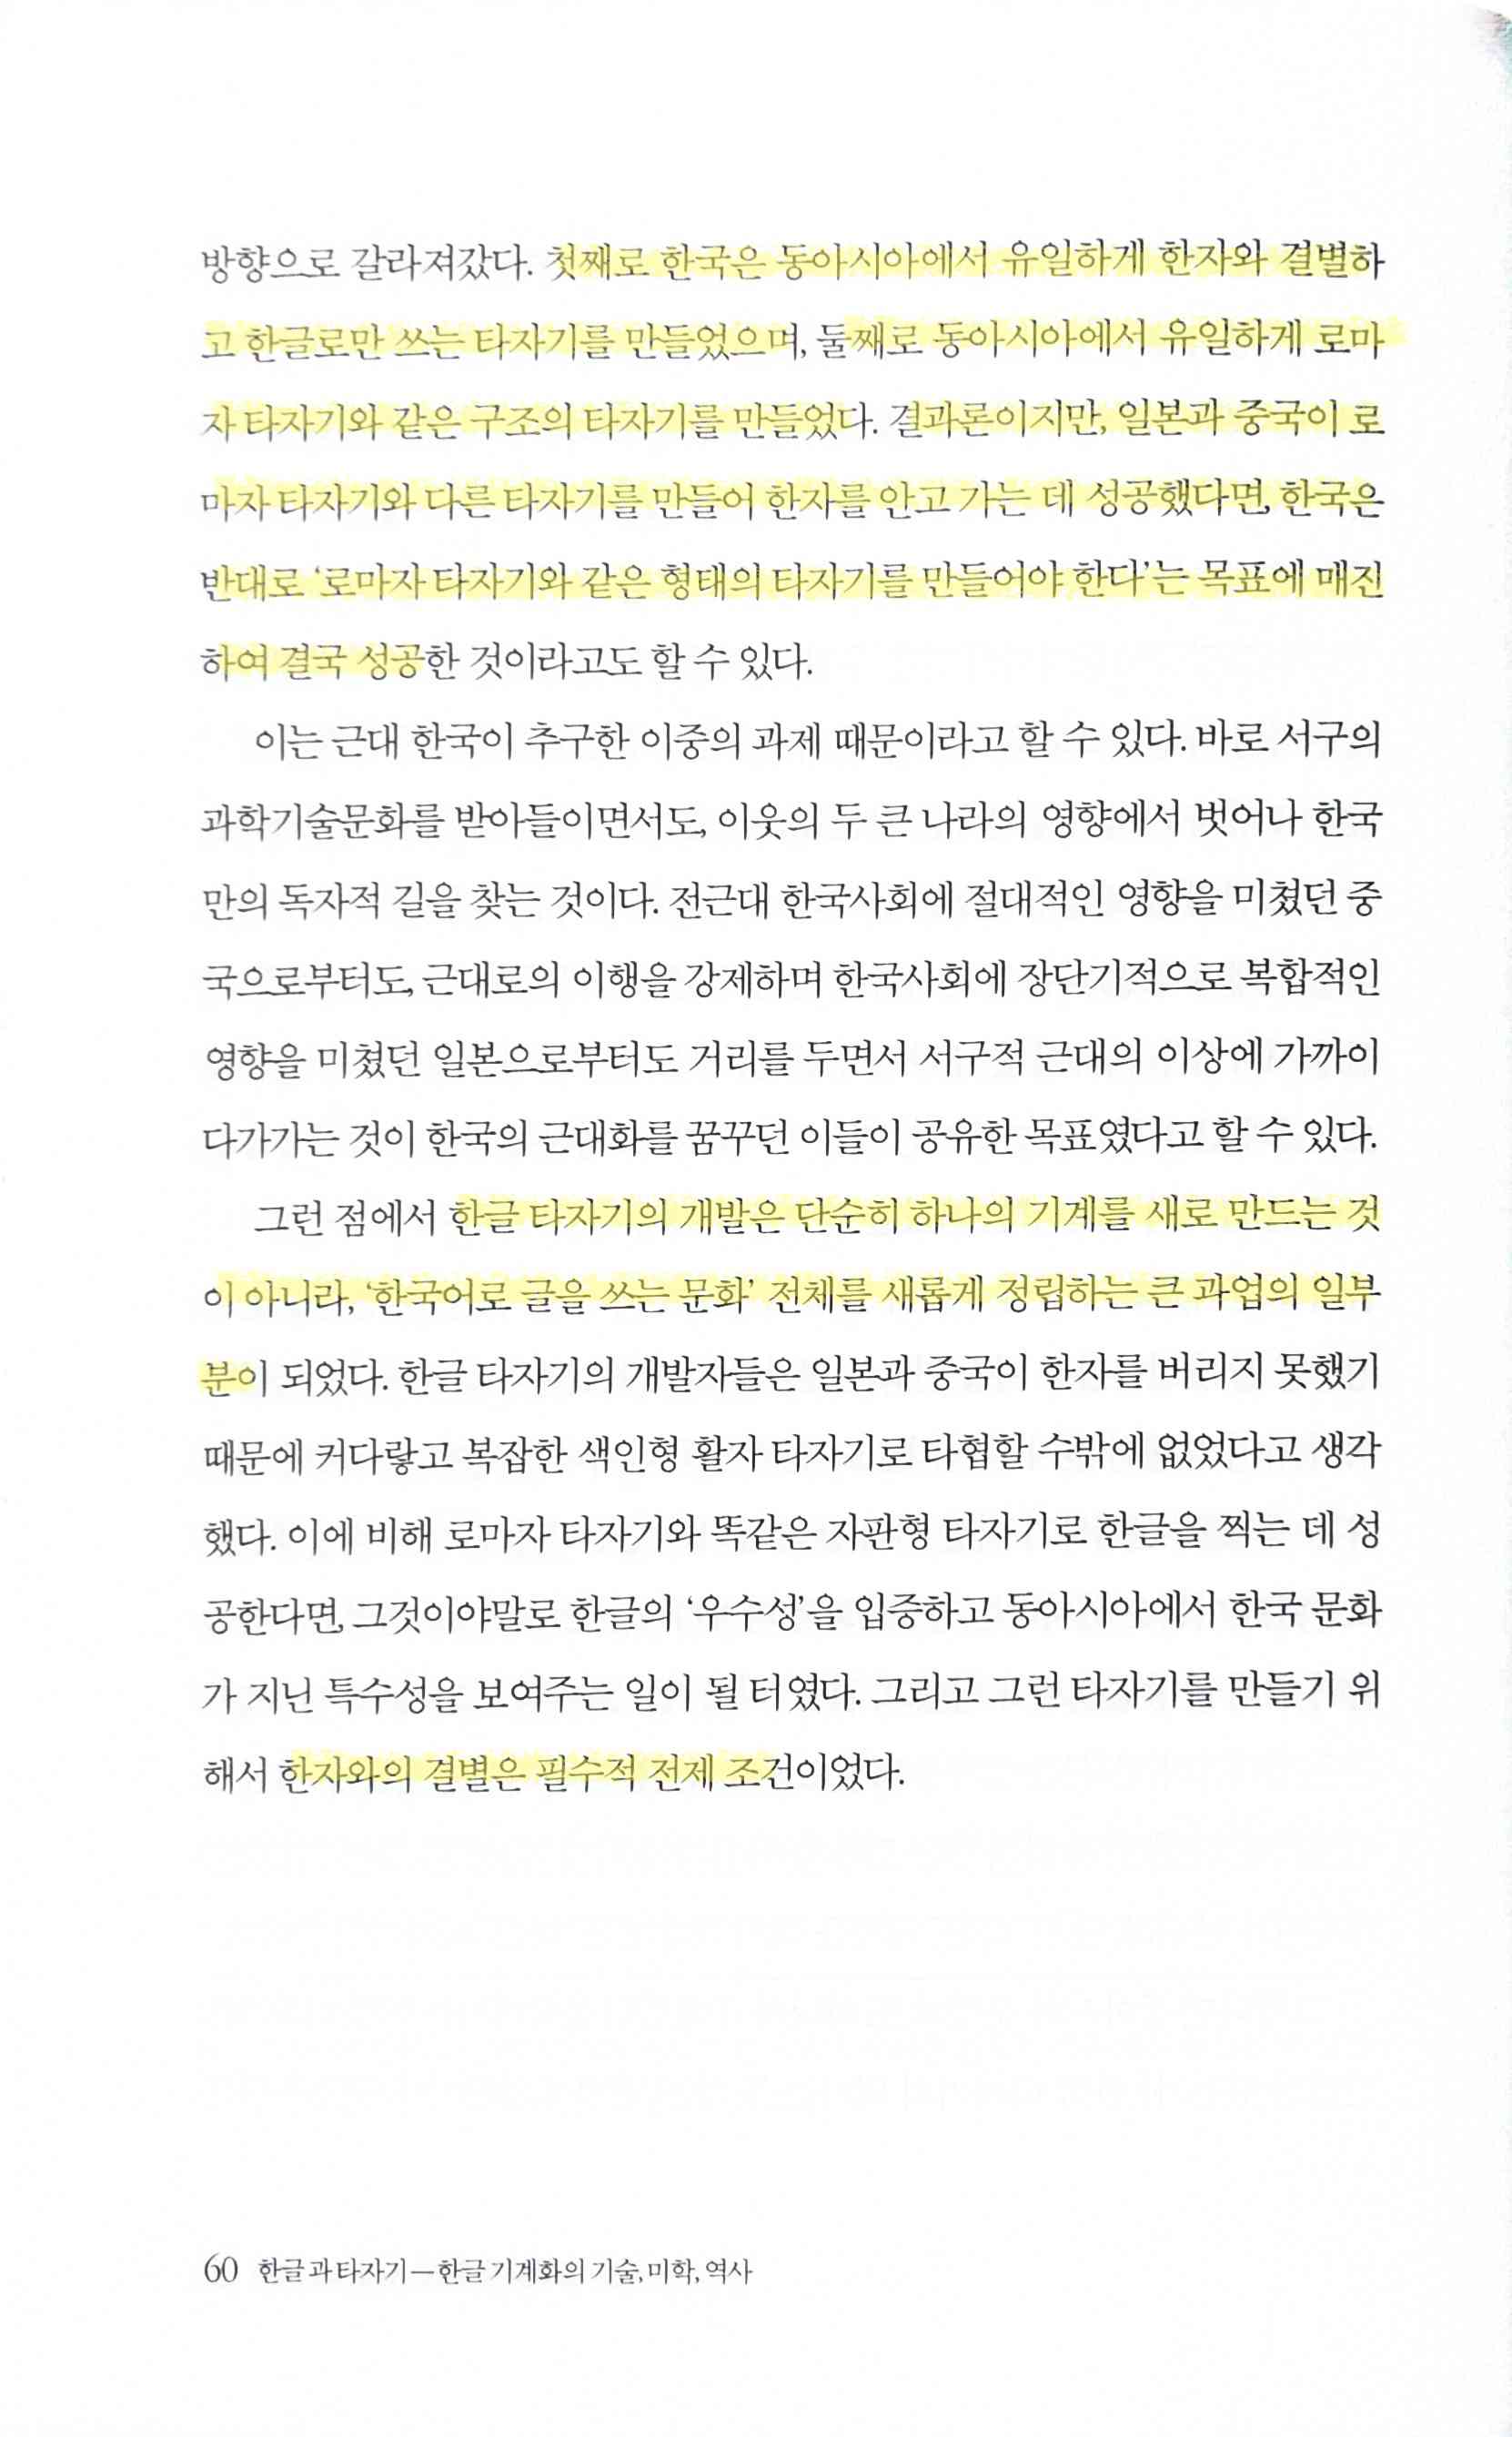 방향으로 갈라져갔다. 첫째로 한국은 동아시아에서 유일하게 한자와 결별하
고 한글로만 쓰는 타자기를 만들었으며, 둘째로 동아시아에서 유일하게 로마
자 타자기와 같은 구조의 타자기를 만들었다. 결과론이지만, 일본과 중국이 로
마자 타자기와 다른 타자기를 만들어 한자를 안고 가는 데 성공했다면, 한국은
반대로 ‘로마자 타자기와 같은 형태의 타자기를 만들어야 한다’는 목표에 매진
하여 결국 성공한 것이라고도 할 수 있다.
이는 근대 한국이 추구한 이중의 과제 때문이라고 할 수 있다. 바로 서구의
과학기술문화를 받아들이면서도, 이웃의 두 큰 나라의 영향에서 벗어나 한국
만의 독자적 길을 찾는 것이다. 전근대 한국사회에 절대적인 영향을 미쳤던 중
국으로부터도, 근대로의 이행을 강제하며 한국사회에 장단기적으로 복합적인
영향을 미쳤던 일본으로부터도 거리를 두면서 서구적 근대의 이상에 가까이
다가가는 것이 한국의 근대화를 꿈꾸던 이들이 공유한 목표였다고 할 수 있다.
그런 점에서 한글 타자기의 개발은 단순히 하나의 기계를 새로 만드는 것
이 아니라, ‘한국어로 글을 쓰는 문화’ 전체를 새롭게 정립하는 큰 과업의 일부
분이 되었다. 한글 타자기의 개발자들은 일본과 중국이 한자를 버리지 못했기
때문에 커다랗고 복잡한 색인형 활자 타자기로 타협할 수밖에 없었다고 생각
했다. 이에 비해 로마자 타자기와 똑같은 자판형 타자기로 한글을 찍는 데 성
공한다면, 그것이야말로 한글의 ‘우수성’을 입증하고 동아시아에서 한국 문화
가 지닌 특수성을 보여주는 일이 될 터였다. 그리고 그런 타자기를 만들기 위
해서 한자와의 결별은 필수적 전제 조건이었다.
60 한글과 타자기—한글 기계화의 기술, 미학, 역사